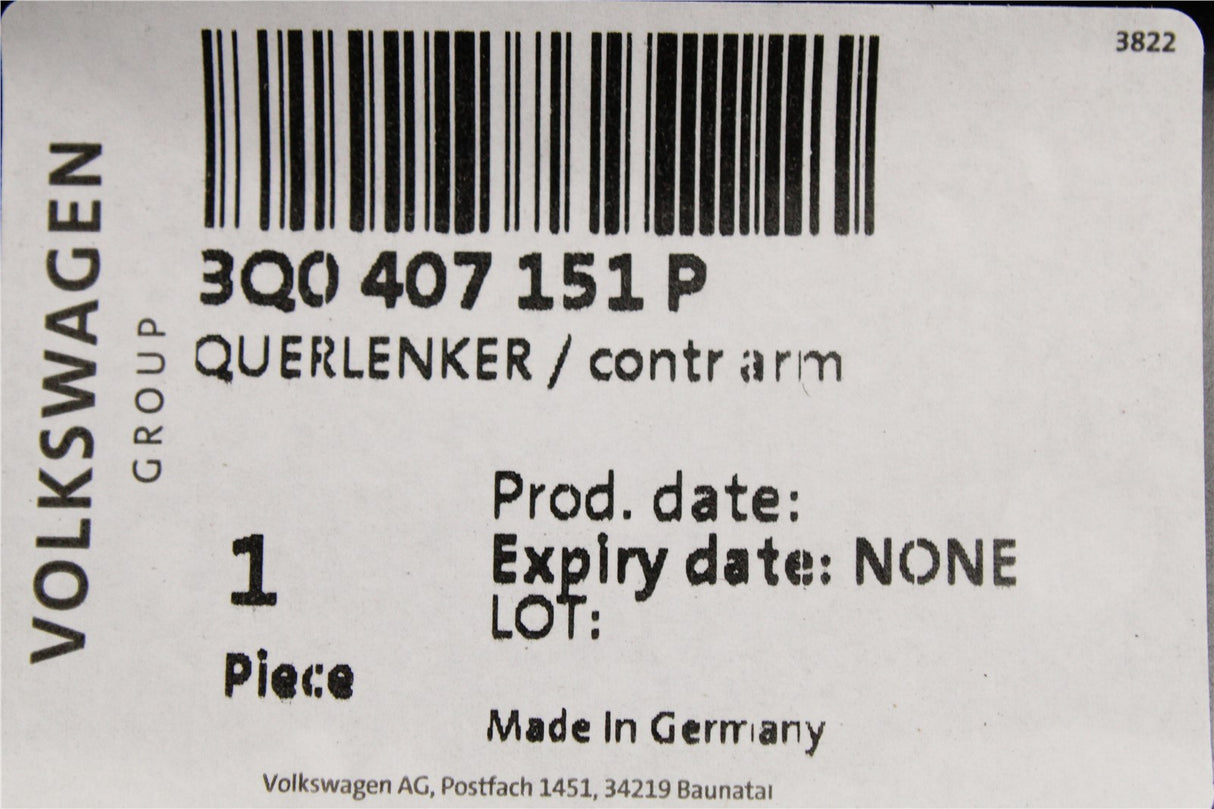 3822
VOLKSWAGEN
GROUP
3Q0 407 151 P
QUERLENKER / contr arm
Prod. date:
Expiry date: NONE
LOT:
1
Piece
Made In Germany
Volkswagen AG, Postfach 1451, 34219 Baunatal